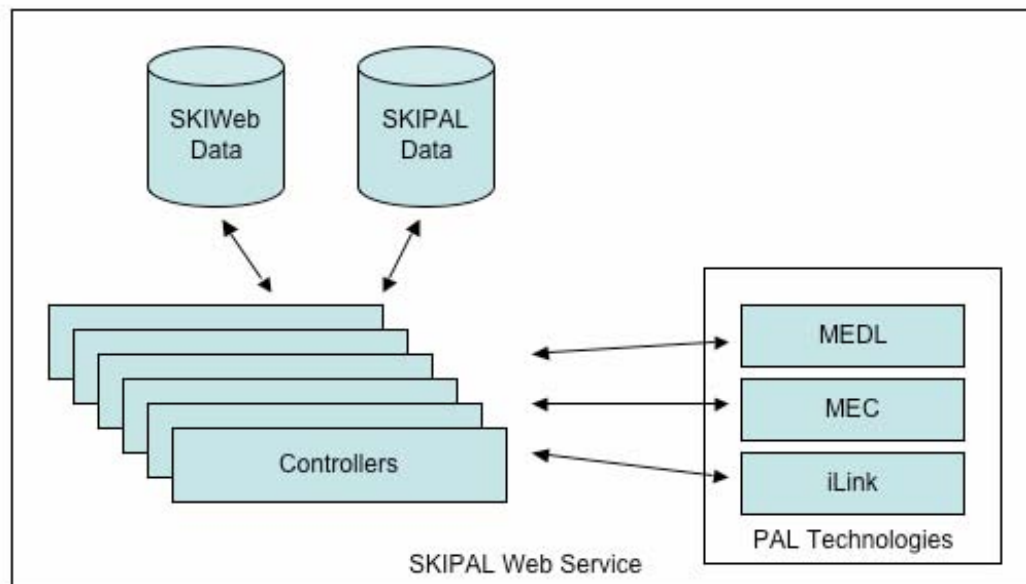 SKIWeb
Data
SKIPAL
Data
MEDL
MEC
iLink
PAL Technologies
Controllers
SKIPAL Web Service